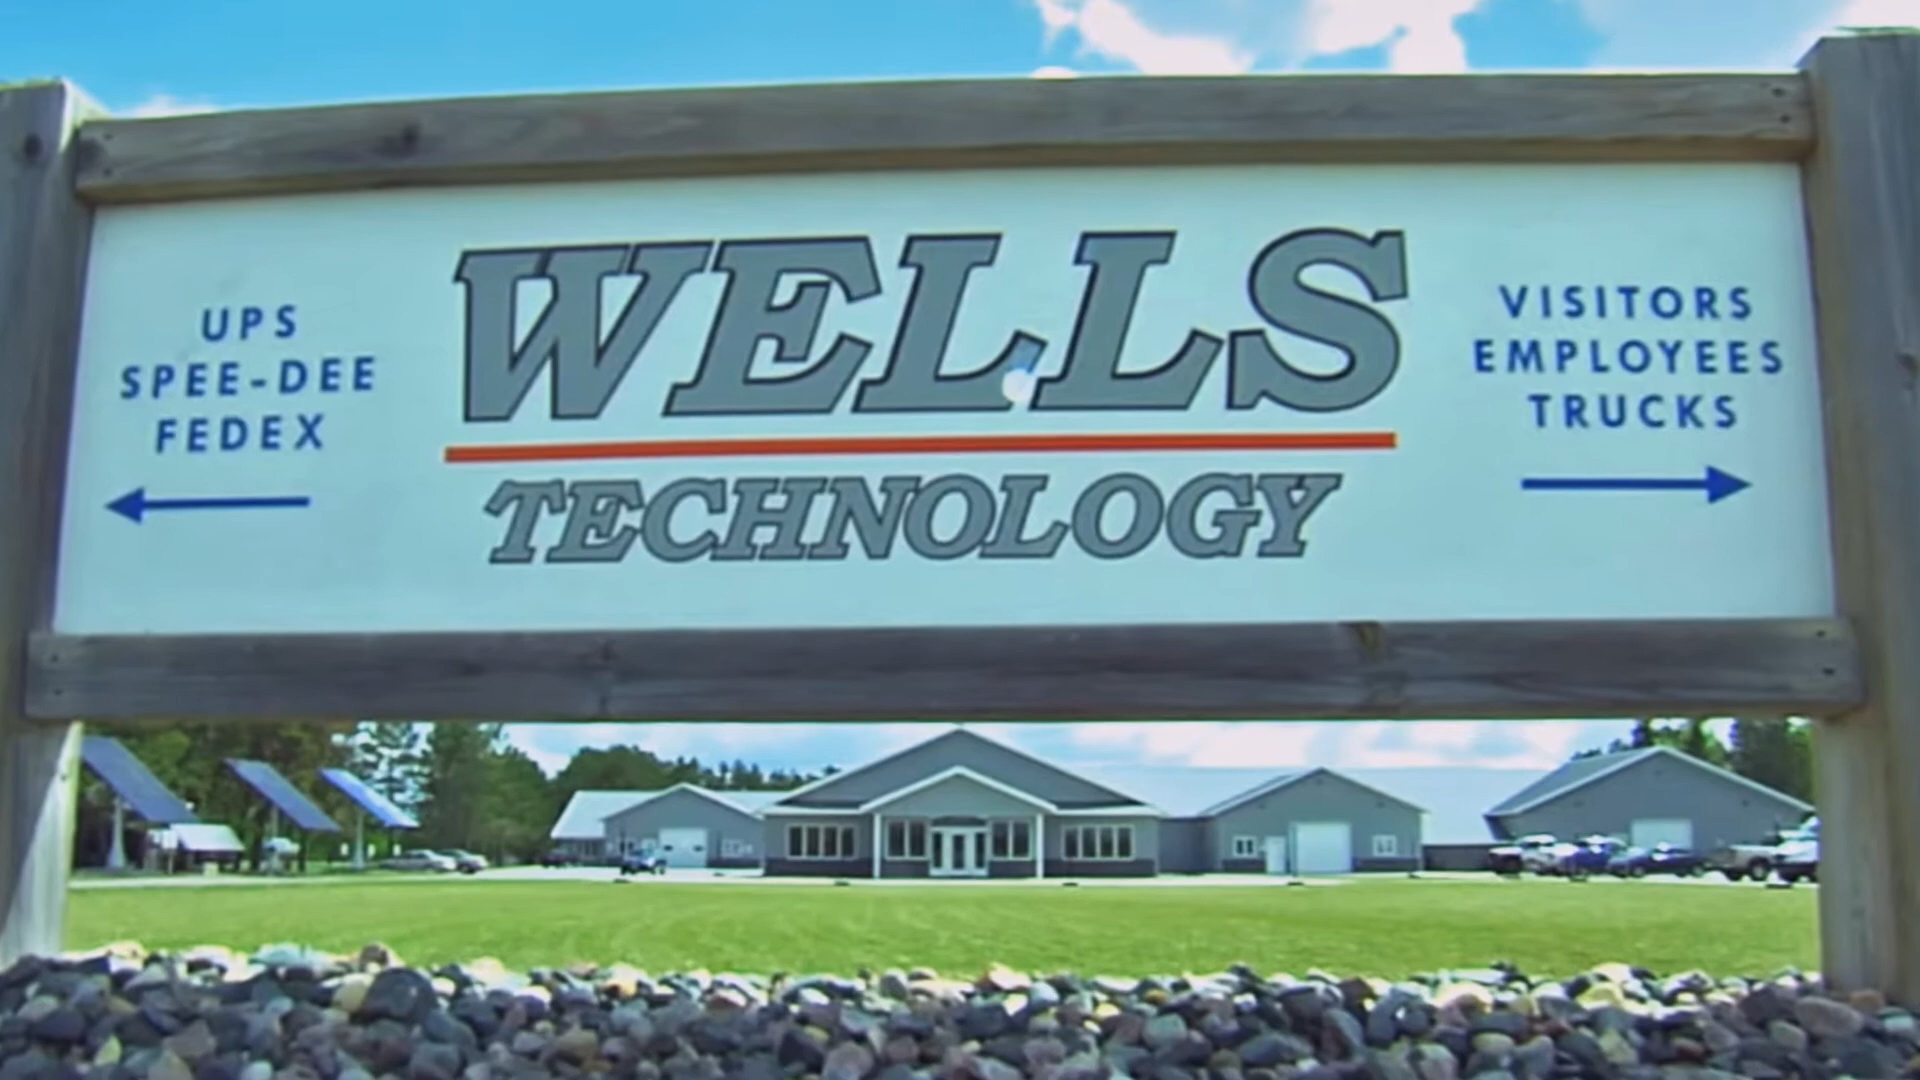 UPS
SPEE-DEE
FEDEX
WELLS
TECHNOLOGY
VISITORS
EMPLOYEES
TRUCKS